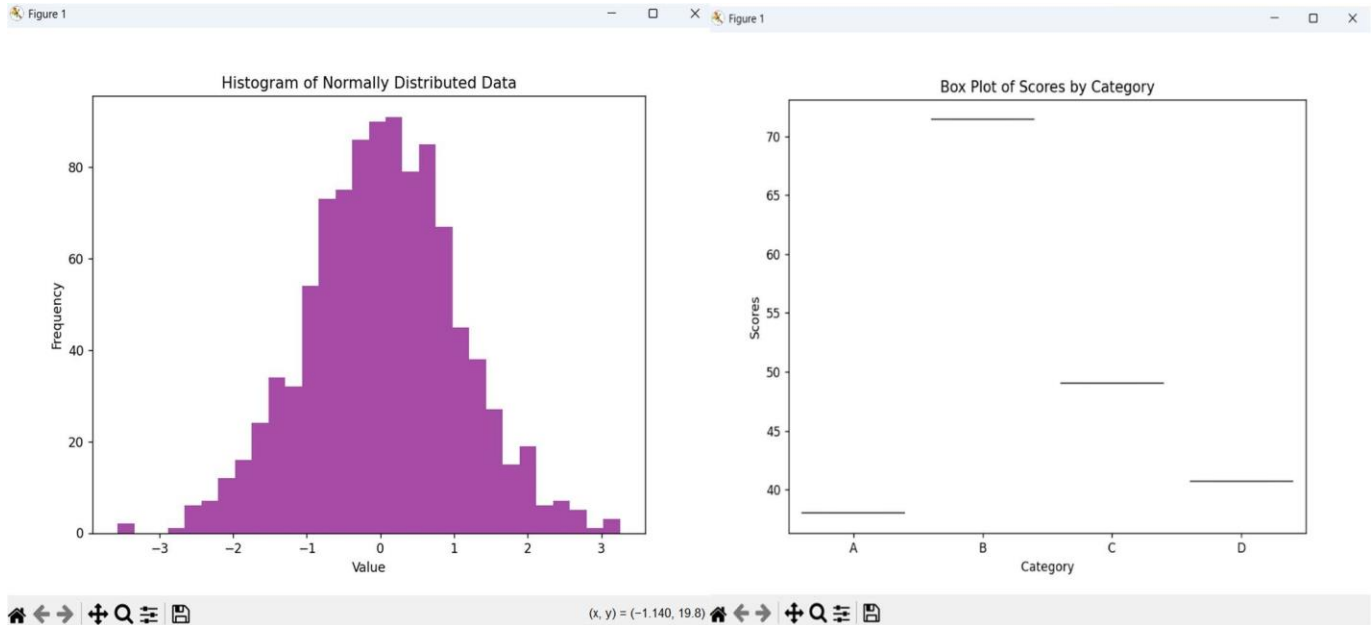 Figure 1
Histogram of Normally Distributed Data
Frequency
80
60
40
20
0
−3 −2 −1 0 1 2 3
Value
(x, y) = (−1.140, 19.8)
Figure 1
Box Plot of Scores by Category
Scores
70
65
60
55
50
45
40
A B C D
Category